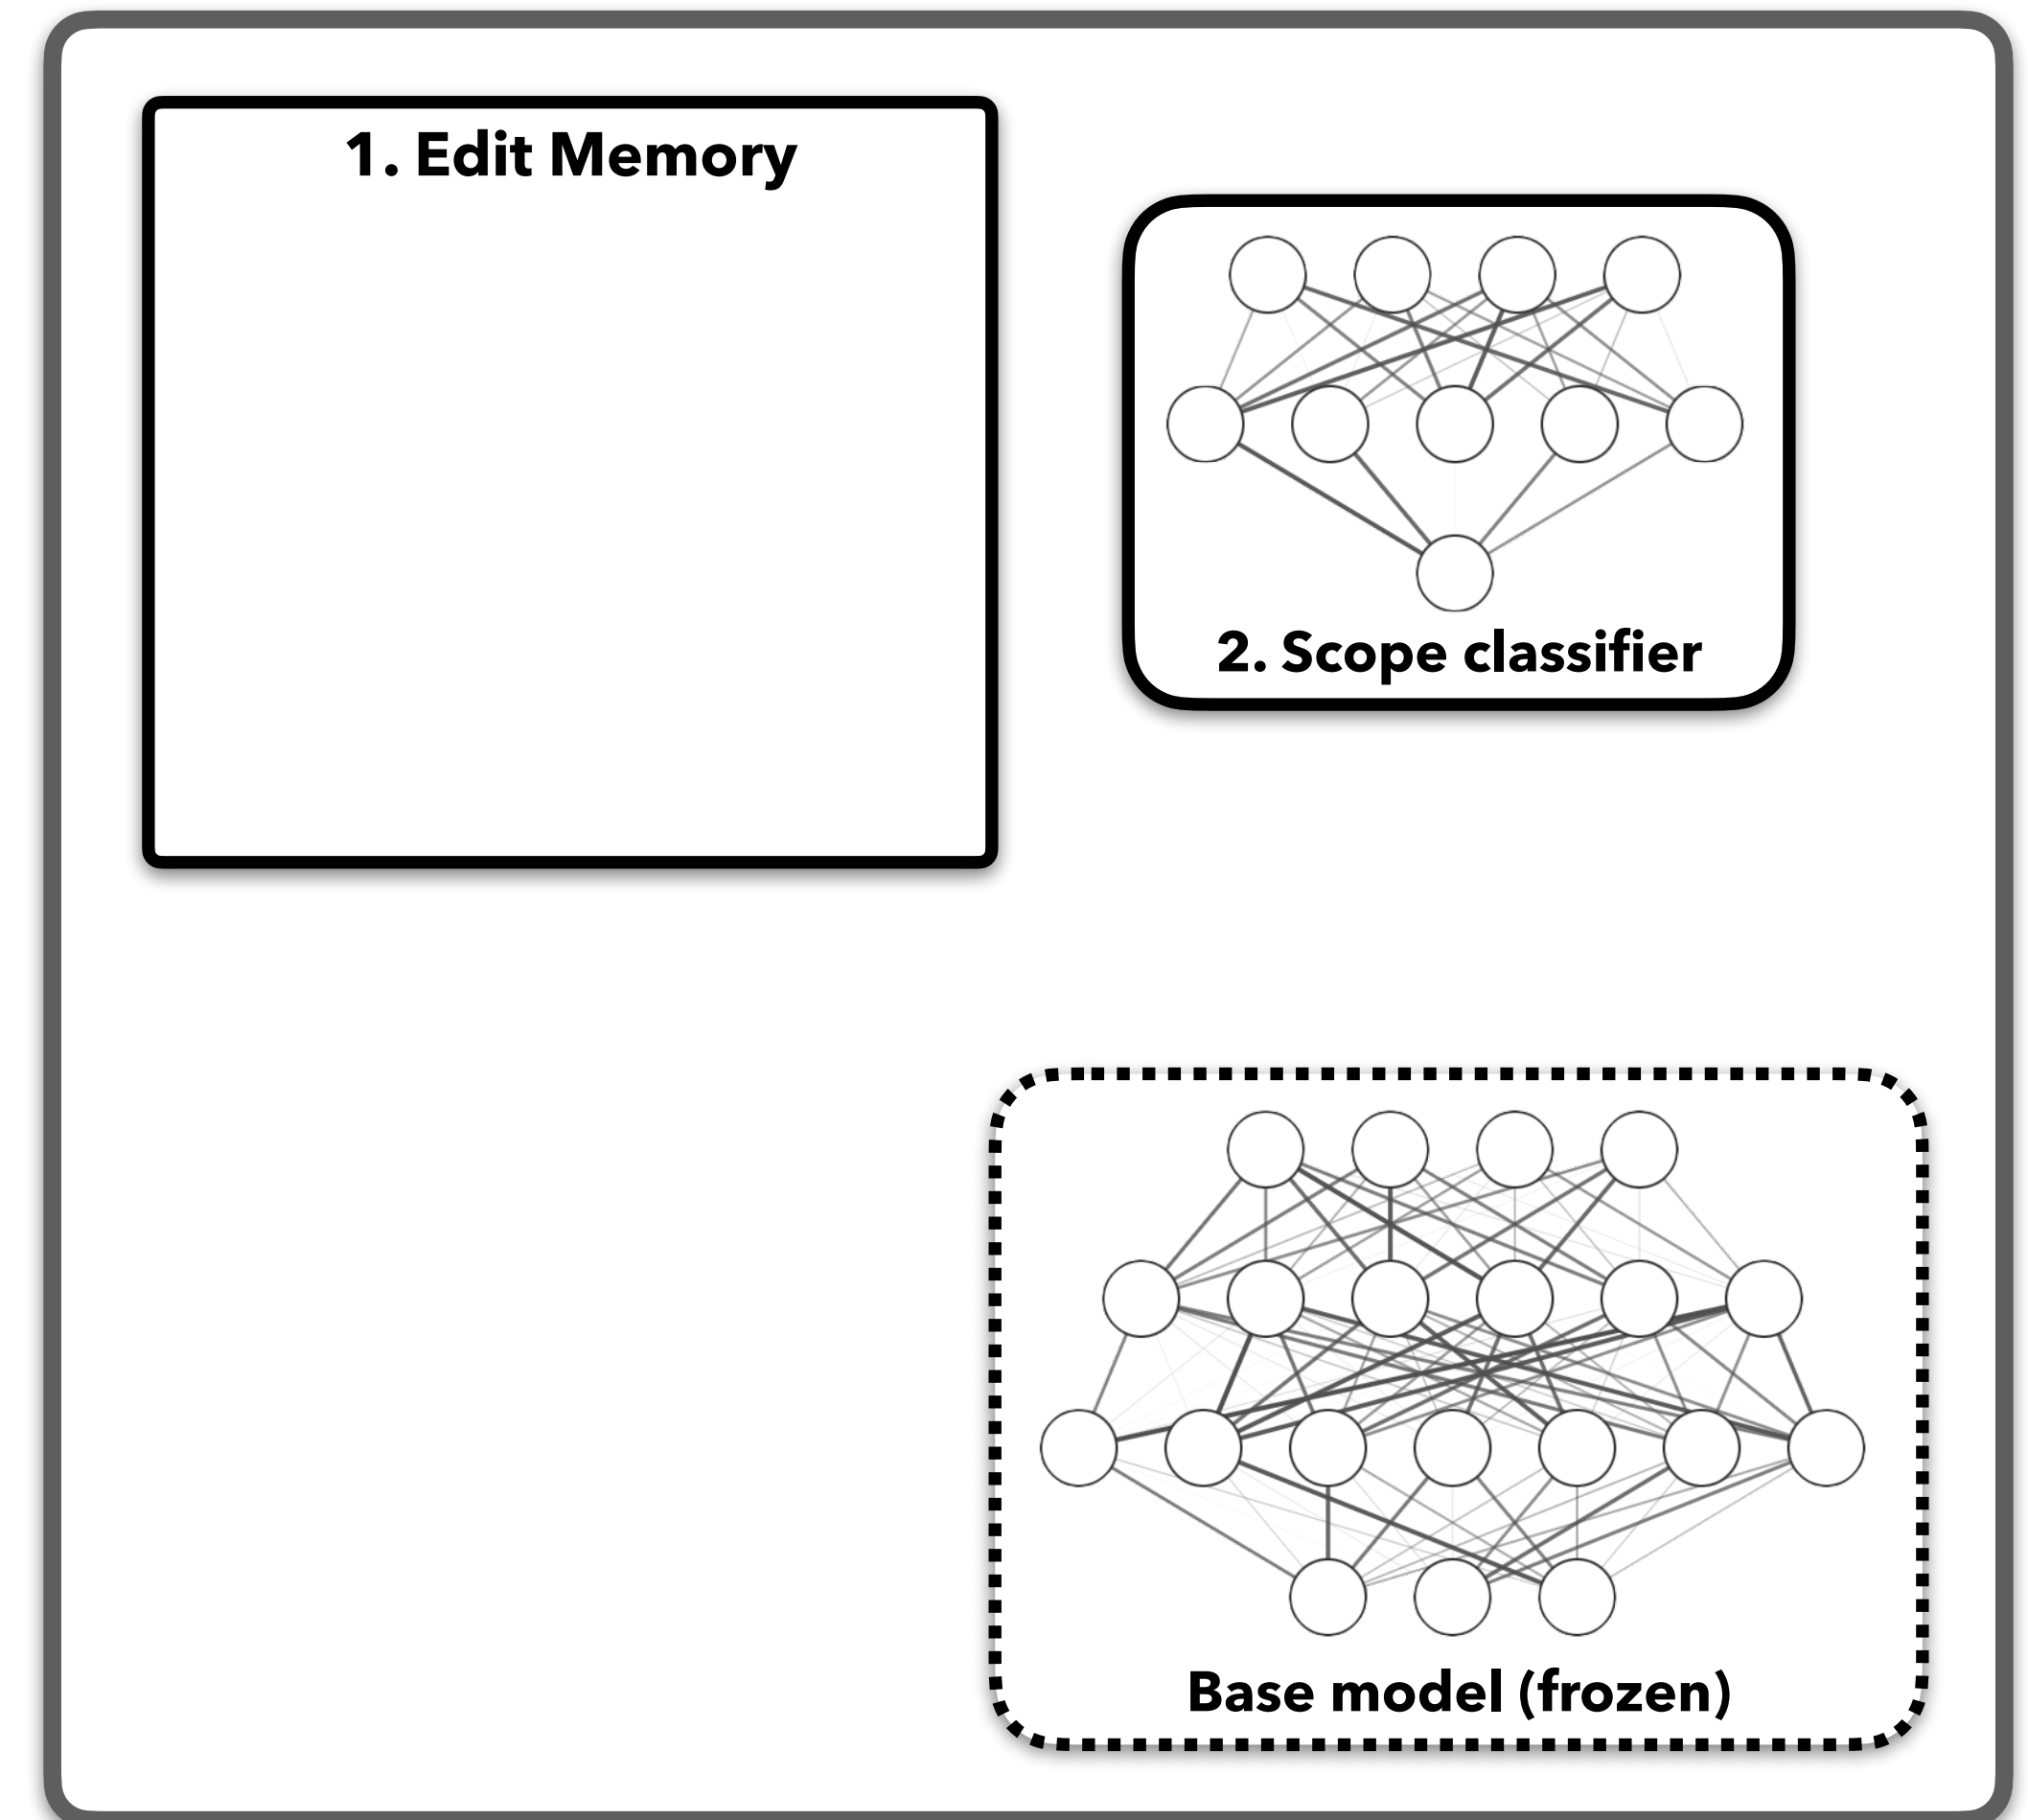 1. Edit Memory
2. Scope classifier
Base model (frozen)